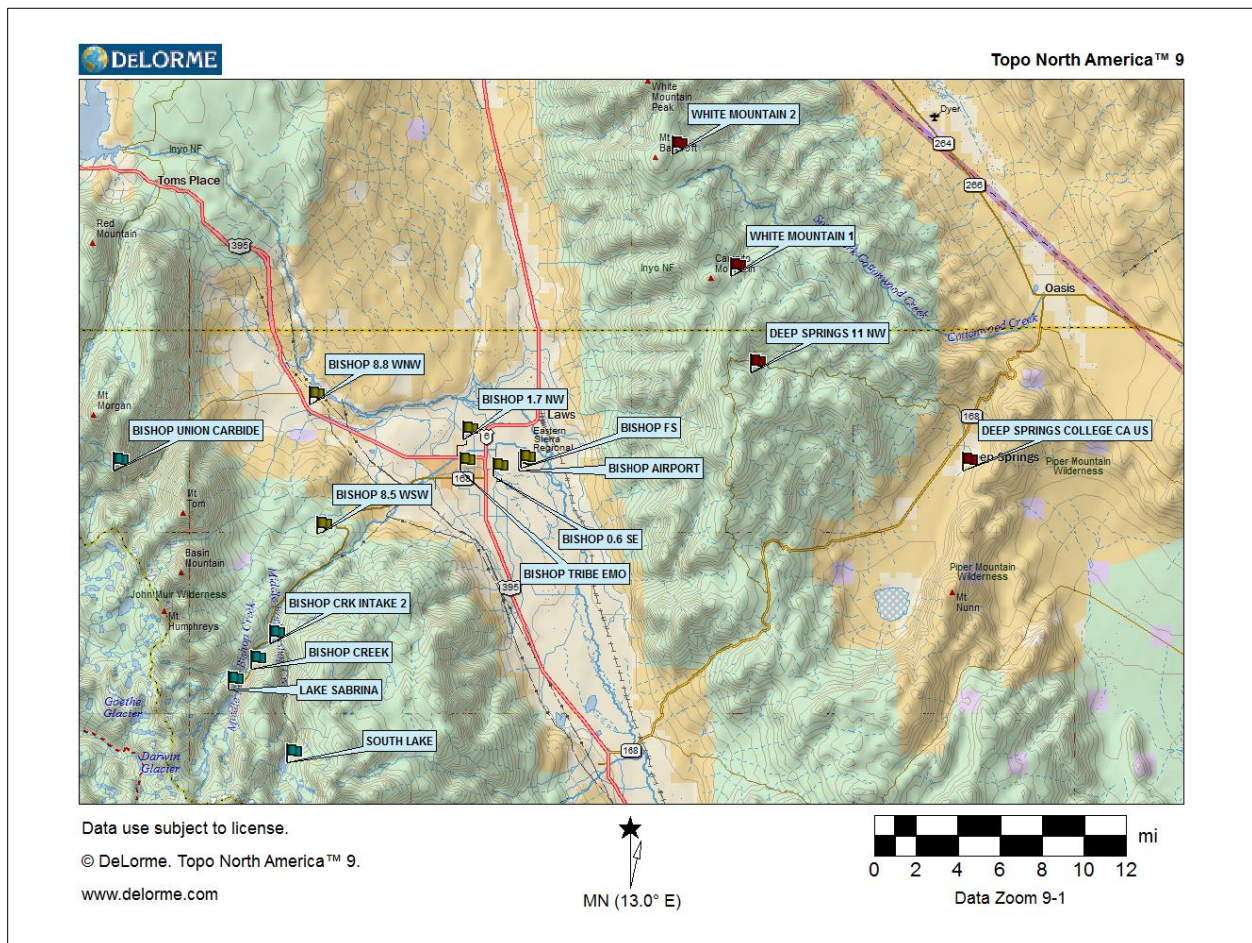 DELORME
Topo North America™ 9
White
Mountain
Peak
WHITE MOUNTAIN 2
Dyer
264
Inyo NF
Toms Place
266
Red
Mountain
395
WHITE MOUNTAIN 1
Inyo NF
Oasis
Cottonwood Creek
Cottonwood Creek
DEEP SPRINGS 11 NW
BISHOP 8.8 WNW
Mt
Morgan
BISHOP 1.7 NW
Laws
168
BISHOP UNION CARBIDE
6
Eastern
Sierra
Regional
BISHOP FS
DEEP SPRINGS COLLEGE CA US
BISHOP AIRPORT
Piper Mountain
Wilderness
168
Mt
Tom
BISHOP 8.5 WSW
BISHOP 0.6 SE
Basin
Mountain
BISHOP TRIBE EMO
Piper Mountain
Wilderness
395
John Muir Wilderness
Mt
Humphreys
Mt
Nunn
BISHOP CRK INTAKE 2
Bishop Creek
BISHOP CREEK
LAKE SABRINA
Goethe
Glacier
SOUTH LAKE
168
Darwin
Glacier
Data use subject to license.
© DeLorme. Topo North America™ 9.
www.delorme.com
MN (13.0° E)
mi
0 2 4 6 8 10 12
Data Zoom 9-1